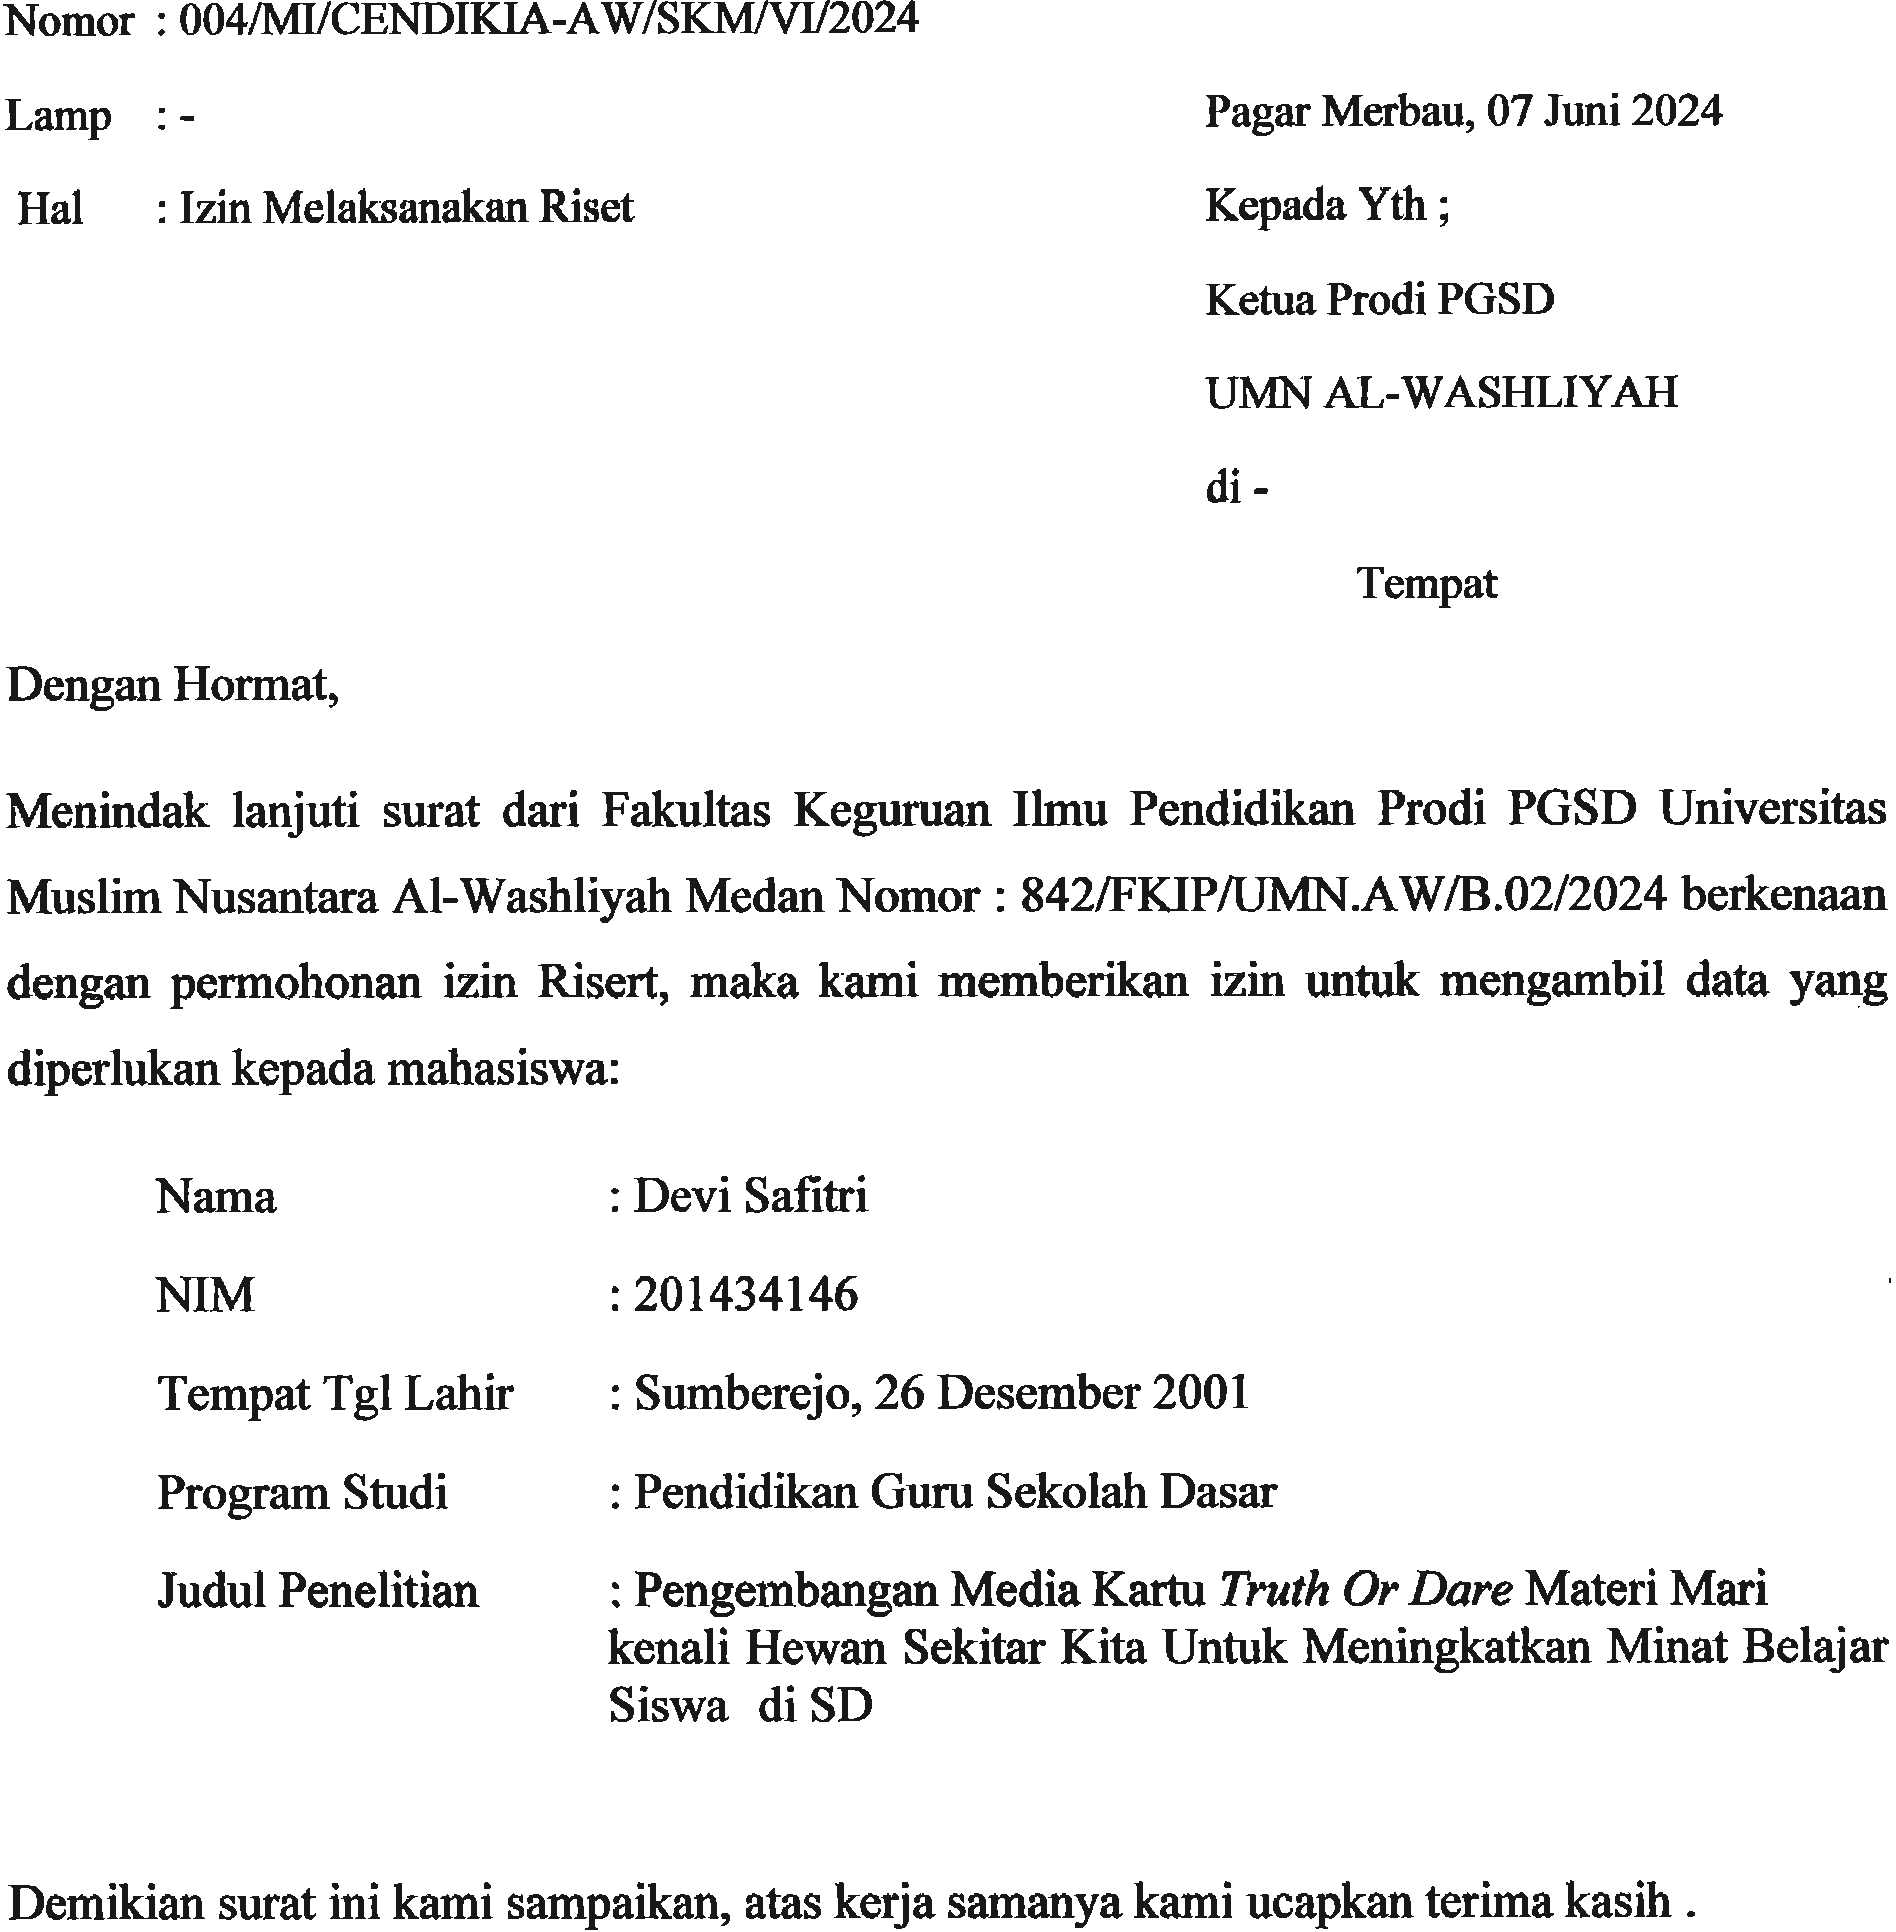 Nomor : 004/MI/CENDIKIA-AW/SKM/VI/2024
Lamp : -
Hal : Izin Melaksanakan Riset
Pagar Merbau, 07 Juni 2024
Kepada Yth ;
Ketua Prodi PGSD
UMN AL-WASHLIYAH
di -
Tempat
Dengan Hormat,
Menindak lanjuti surat dari Fakultas Keguruan Ilmu Pendidikan Prodi PGSD Universitas
Muslim Nusantara Al-Washliyah Medan Nomor : 842/FKIP/UMN.AW/B.02/2024 berkenaan
dengan permohonan izin Risert, maka kami memberikan izin untuk mengambil data yang
diperlukan kepada mahasiswa:
Nama : Devi Safitri
NIM : 201434146
Tempat Tgl Lahir : Sumberejo, 26 Desember 2001
Program Studi : Pendidikan Guru Sekolah Dasar
Judul Penelitian : Pengembangan Media Kartu Truth Or Dare Materi Mari
kenali Hewan Sekitar Kita Untuk Meningkatkan Minat Belajar
Siswa di SD
Demikian surat ini kami sampaikan, atas kerja samanya kami ucapkan terima kasih .